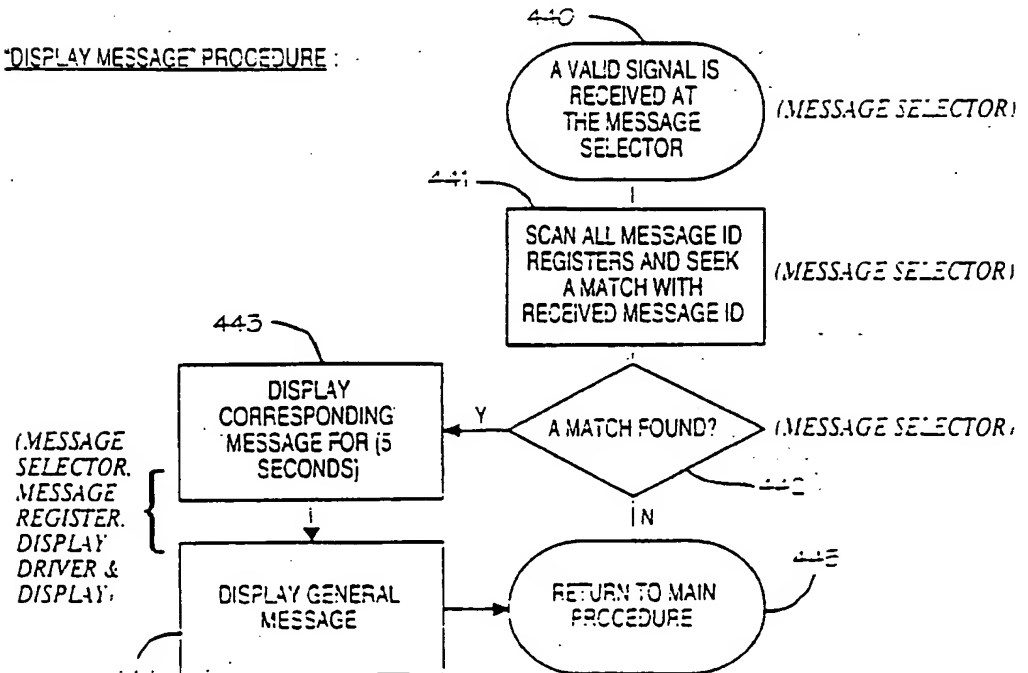 440
"DISPLAY MESSAGE" PROCEDURE :
A VALID SIGNAL IS
RECEIVED AT
THE MESSAGE
SELECTOR
(MESSAGE SELECTOR)
441
SCAN ALL MESSAGE ID
REGISTERS AND SEEK
A MATCH WITH
RECEIVED MESSAGE ID
(MESSAGE SELECTOR)
443
DISPLAY
CORRESPONDING
MESSAGE FOR (5
SECONDS)
Y
A MATCH FOUND?
(MESSAGE SELECTOR)
(MESSAGE
SELECTOR,
MESSAGE
REGISTER,
DISPLAY
DRIVER &
DISPLAY)
N
DISPLAY GENERAL
MESSAGE
RETURN TO MAIN
PROCEDURE